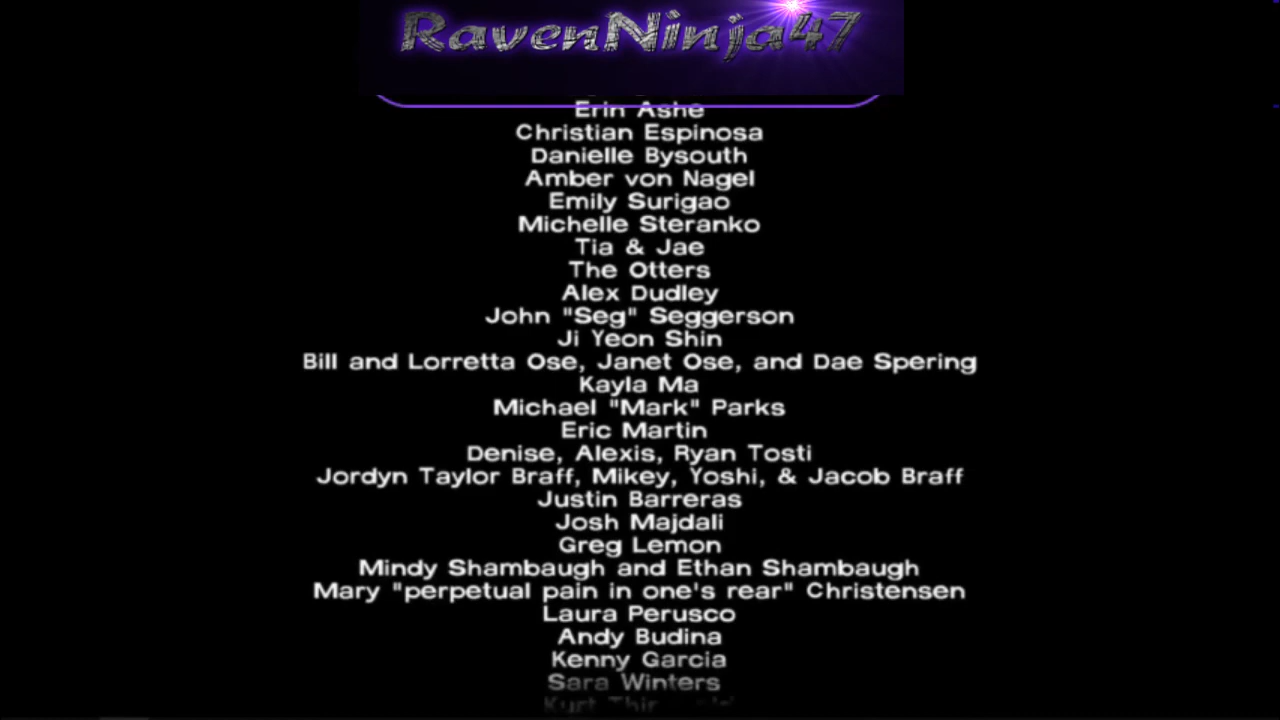 RavenNinja47
Erin Ashe
Christian Espinosa
Danielle Bysouth
Amber von Nagel
Emily Surigao
Michelle Steranko
Tia & Jae
The Otters
Alex Dudley
John "Seg" Seggerson
Ji Yeon Shin
Bill and Lorretta Ose, Janet Ose, and Dae Spering
Kayla Ma
Michael "Mark" Parks
Eric Martin
Denise, Alexis, Ryan Tosti
Jordyn Taylor Braff, Mikey, Yoshi, & Jacob Braff
Justin Barreras
Josh Majdali
Greg Lemon
Mindy Shambaugh and Ethan Shambaugh
Mary "perpetual pain in one's rear" Christensen
Laura Perusco
Andy Budina
Kenny Garcia
Sara Winters
Kurt